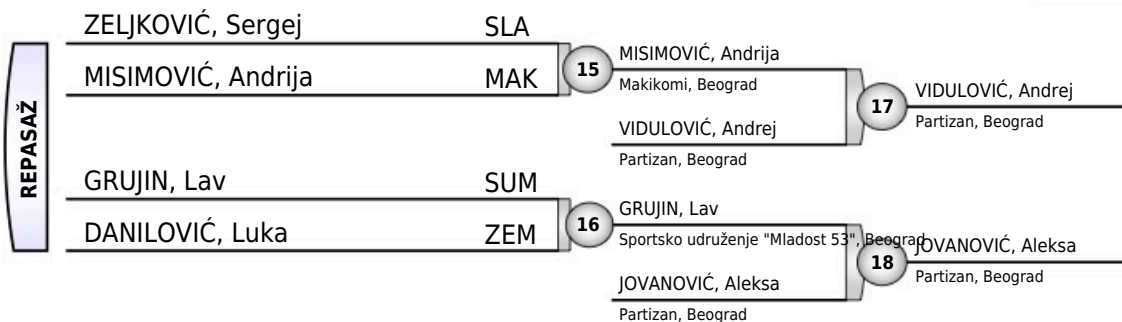 REPASAŽ
ZELJKOVIĆ, Sergej SLA
MISIMOVIĆ, Andrija MAK
15
MISIMOVIĆ, Andrija
Makikomi, Beograd
VIDULOVIĆ, Andrej
Partizan, Beograd
17
VIDULOVIĆ, Andrej
Partizan, Beograd
GRUJIN, Lav SUM
DANILOVIĆ, Luka ZEM
16
GRUJIN, Lav
Sportsko udruženje "Mladost 53", Beograd
JOVANOVIĆ, Aleksa
Partizan, Beograd
18
JOVANOVIĆ, Aleksa
Partizan, Beograd